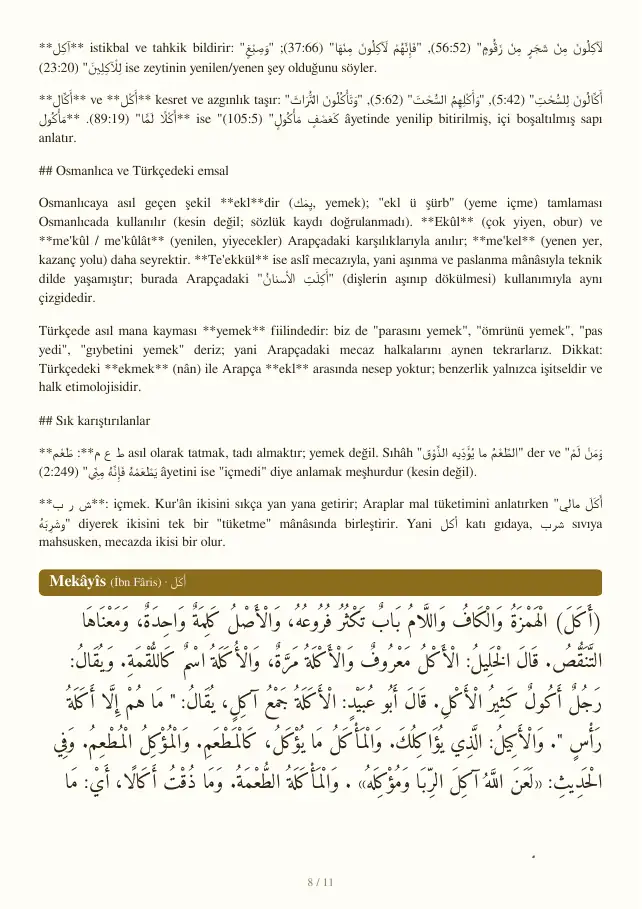 **آكِل** istikbal ve tahkik bildirir: "لَآكِلُونَ مِنْ شَجَرٍ مِنْ زَقُّومٍ" (56:52), "فَإِنَّهُمْ لَآكِلُونَ مِنْهَا" (37:66); "وَصِبْغٍ
لِلْآكِلِينَ" (23:20) ise zeytinin yenilen/yenen şey olduğunu söyler.
**أَكَّال** ve **أَكْل** kesret ve azgınlık taşır: "أَكَّالُونَ لِلسُّحْتِ" (5:42), "وَأَكْلِهِمُ السُّحْتَ" (5:62), "وَتَأْكُلُونَ التُّرَاثَ
أَكْلًا لَمًّا" (89:19). **مَأْكُول** ise "كَعَصْفٍ مَأْكُولٍ" (105:5) âyetinde yenilip bitirilmiş, içi boşaltılmış sapı
anlatır.
## Osmanlıca ve Türkçedeki emsal
Osmanlıcaya asıl geçen şekil **ekl**dir (يِمَك, yemek); "ekl ü şürb" (yeme içme) tamlaması
Osmanlıcada kullanılır (kesin değil; sözlük kaydı doğrulanmadı). **Ekûl** (çok yiyen, obur) ve
**me'kûl / me'kûlât** (yenilen, yiyecekler) Arapçadaki karşılıklarıyla anılır; **me'kel** (yenen yer,
kazanç yolu) daha seyrektir. **Te'ekkül** ise aslî mecazıyla, yani aşınma ve paslanma mânâsıyla teknik
dilde yaşamıştır; burada Arapçadaki "أَكِلَتِ الأسنانُ" (dişlerin aşınıp dökülmesi) kullanımıyla aynı
çizgidedir.
Türkçede asıl mana kayması **yemek** fiilindedir: biz de "parasını yemek", "ömrünü yemek", "pas
yedi", "gıybetini yemek" deriz; yani Arapçadaki mecaz halkalarını aynen tekrarlarız. Dikkat:
Türkçedeki **ekmek** (nân) ile Arapça **ekl** arasında nesep yoktur; benzerlik yalnızca işitseldir ve
halk etimolojisidir.
## Sık karıştırılanlar
**ط ع م**: طَعْم asıl olarak tatmak, tadı almaktır; yemek değil. Sıhâh "الطَّعْمُ ما يُؤَدِّيه الذَّوْق" der ve "وَمَنْ لَمْ
يَطْعَمْهُ فَإِنَّهُ مِنِّي" (2:249) âyetini ise "içmedi" diye anlamak meşhurdur (kesin değil).
**ش ر ب**: içmek. Kur'ân ikisini sıkça yan yana getirir; Araplar mal tüketimini anlatırken "أَكَلَ مالي
وشَرِبَهُ" diyerek ikisini tek bir "tüketme" mânâsında birleştirir. Yani أكل katı gıdaya, شرب sıvıya
mahsusken, mecazda ikisi bir olur.
Mekâyîs (İbn Fâris) · أكل
(أَكَلَ) الْهَمْزَةُ وَالْكَافُ وَاللَّامُ بَابٌ تَكْثُرُ فُرُوعُهُ، وَالْأَصْلُ كَلِمَةٌ وَاحِدَةٌ، وَمَعْنَاهَا
التَّنَقُّصُ. قَالَ الْخَلِيلُ: الْأَكْلُ مَعْرُوفٌ وَالْأَكْلَةُ مَرَّةٌ، وَالْأُكْلَةُ اسْمٌ كَاللُّقْمَةِ. وَيُقَالُ:
رَجُلٌ أَكُولٌ كَثِيرُ الْأَكْلِ. قَالَ أَبُو عُبَيْدٍ: الْأَكَلَةُ جَمْعُ آكِلٍ، يُقَالُ: " مَا هُمْ إِلَّا أَكَلَةُ
رَأْسٍ ". وَالْأَكِيلُ: الَّذِي يُؤَاكِلُكَ. وَالْمَأْكَلُ مَا يُؤْكَلُ، كَالْمَطْعَمِ. وَالْمُؤْكِلُ الْمُطْعِمُ. وَفِي
الْحَدِيثِ: «لَعَنَ اللَّهُ آكِلَ الرِّبَا وَمُؤْكِلَهُ» . وَالْمَأْكَلَةُ الطُّعْمَةُ. وَمَا ذُقْتُ أَكَالًا، أَيْ: مَا
8 / 11